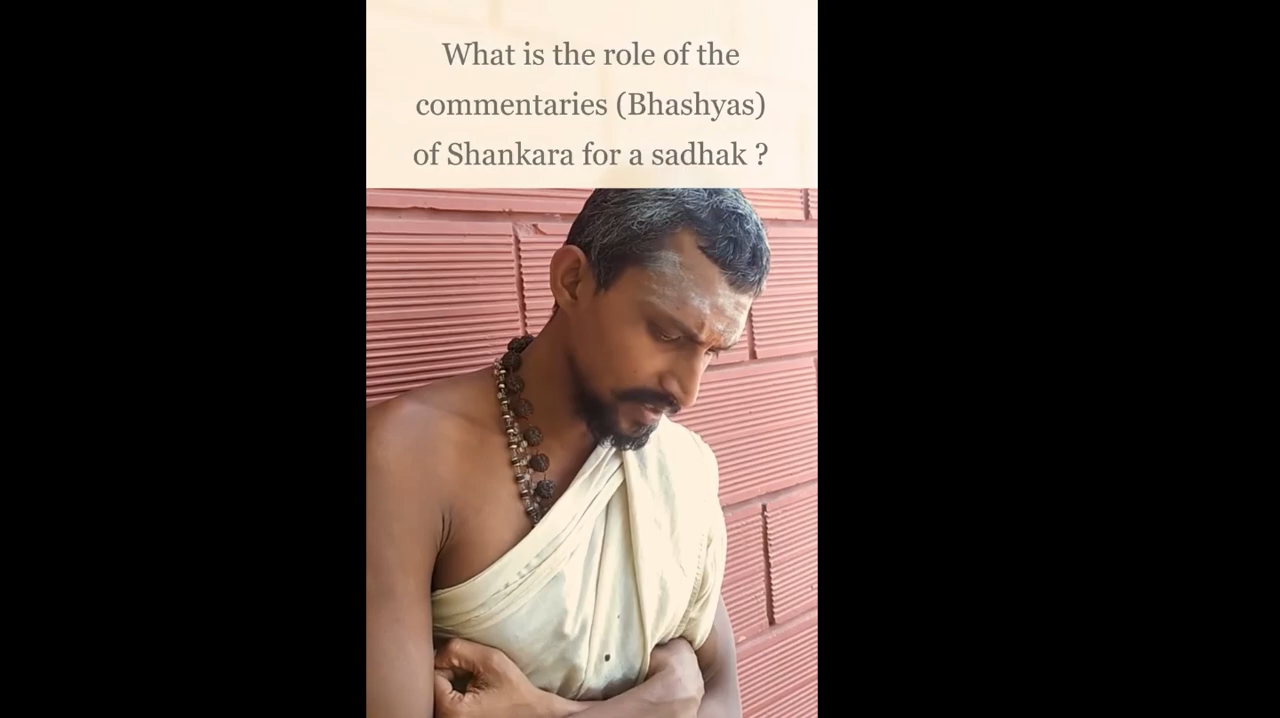 What is the role of the
commentaries (Bhashyas)
of Shankara for a sadhak ?